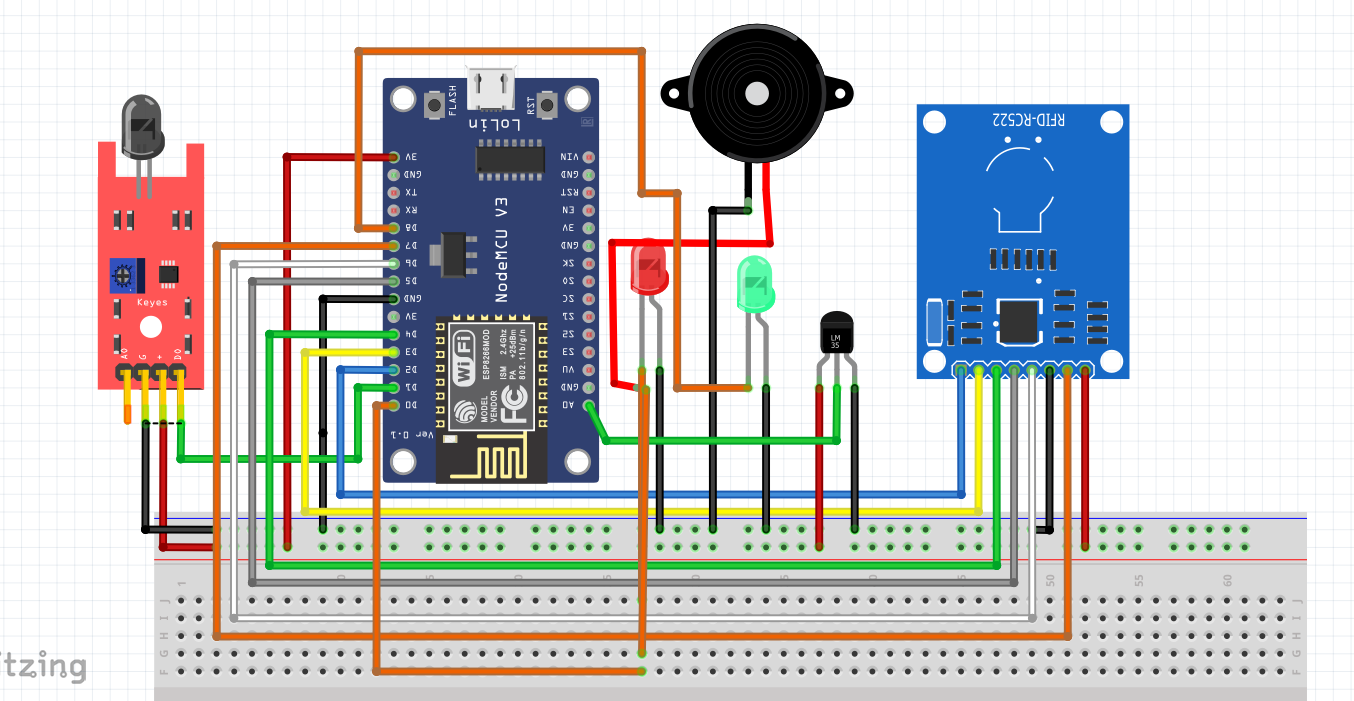 FLASH
RST
LoLin
3V
GND
TX
RX
D8
D7
D6
D5
GND
3V
D4
D3
D2
D1
D0
VIN
GND
RST
EN
3V
GND
SK
SO
SC
S1
S2
S3
VU
GND
A0
NodeMCU V3
WiFi
MODEL
VENDOR
ESP8266MOD
ISM 2.4Ghz
PA +25dBm
802.11b/g/n
FC
Ver 0.1
Keyes
A0
G
+
D0
LM
35
RFID-RC522
1
50
55
60
J
I
H
G
F
J
I
H
G
F
itzing